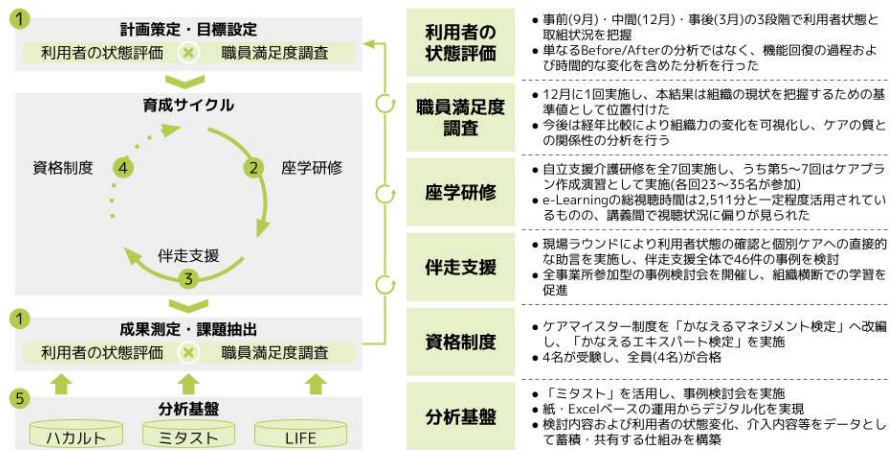 1
計画策定・目標設定
利用者の状態評価 × 職員満足度調査
育成サイクル
資格制度 4
2 座学研修
伴走支援
3
1
成果測定・課題抽出
利用者の状態評価 × 職員満足度調査
5
分析基盤
ハカルト ミタスト LIFE
利用者の
状態評価
● 事前(9月)・中間(12月)・事後(3月)の3段階で利用者状態と
取組状況を把握
● 単なるBefore/Afterの分析ではなく、機能回復の過程およ
び時間的な変化を含めた分析を行った
職員満足度
調査
● 12月に1回実施し、本結果は組織の現状を把握するための基
準値として位置付けた
● 今後は経年比較により組織力の変化を可視化し、ケアの質と
の関係性の分析を行う
座学研修
● 自立支援介護研修を全7回実施し、うち第5～7回はケアプラ
ン作成演習として実施(各回23～35名が参加)
● e-Learningの総視聴時間は2,511分と一定程度活用されてい
るものの、講義間で視聴状況に偏りが見られた
伴走支援
● 現場ラウンドにより利用者状態の確認と個別ケアへの直接的
な助言を実施し、伴走支援全体で46件の事例を検討
● 全事業所参加型の事例検討会を開催し、組織横断での学習を
促進
資格制度
● ケアマイスター制度を「かなえるマネジメント検定」へ改編
し、「かなえるエキスパート検定」を実施
● 4名が受験し、全員(4名)が合格
分析基盤
● 「ミタスト」を活用し、事例検討会を実施
● 紙・Excelベースの運用からデジタル化を実現
● 検討内容および利用者の状態変化、介入内容等をデータとし
て蓄積・共有する仕組みを構築